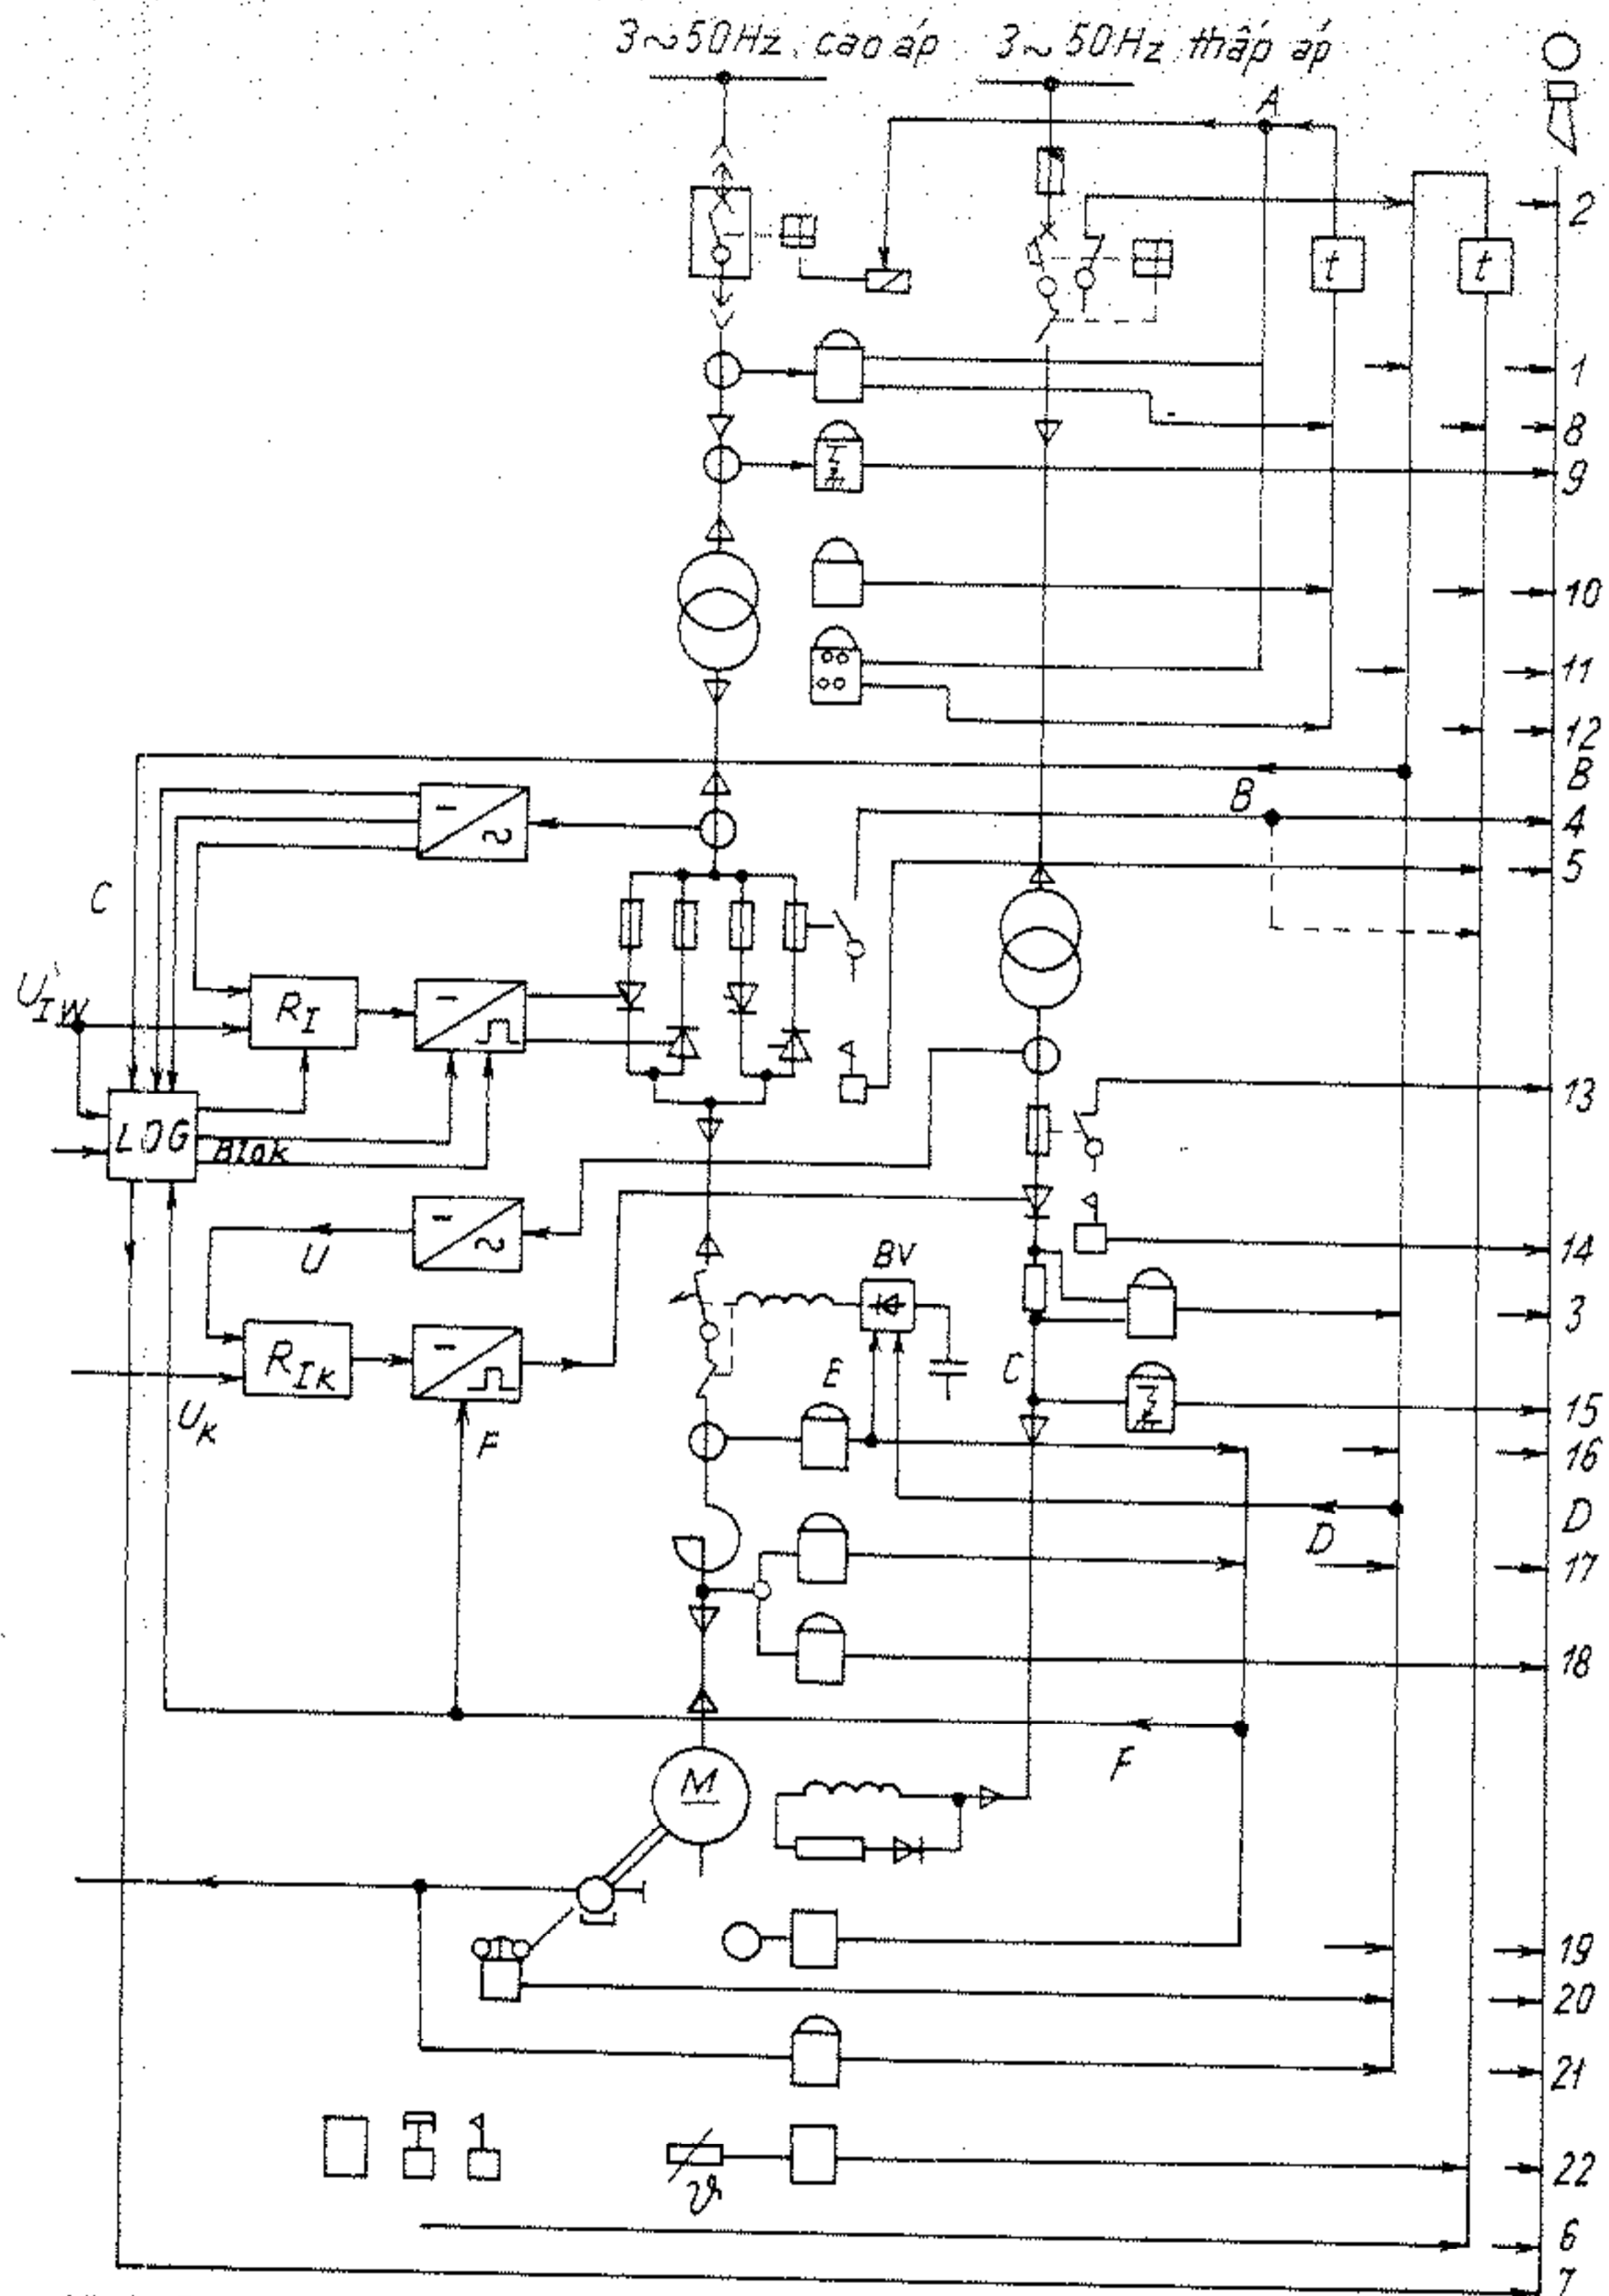 3~50Hz cao áp
3~ 50Hz thấp áp
A
2
t
t
1
8
9
10
11
12
B
B
4
5
C
U_IW
R_I
13
LOG
Blok
U
14
BV
3
R_IK
E
C
U_K
F
15
16
D
D
17
18
F
M
19
20
21
ϑ
22
6
7